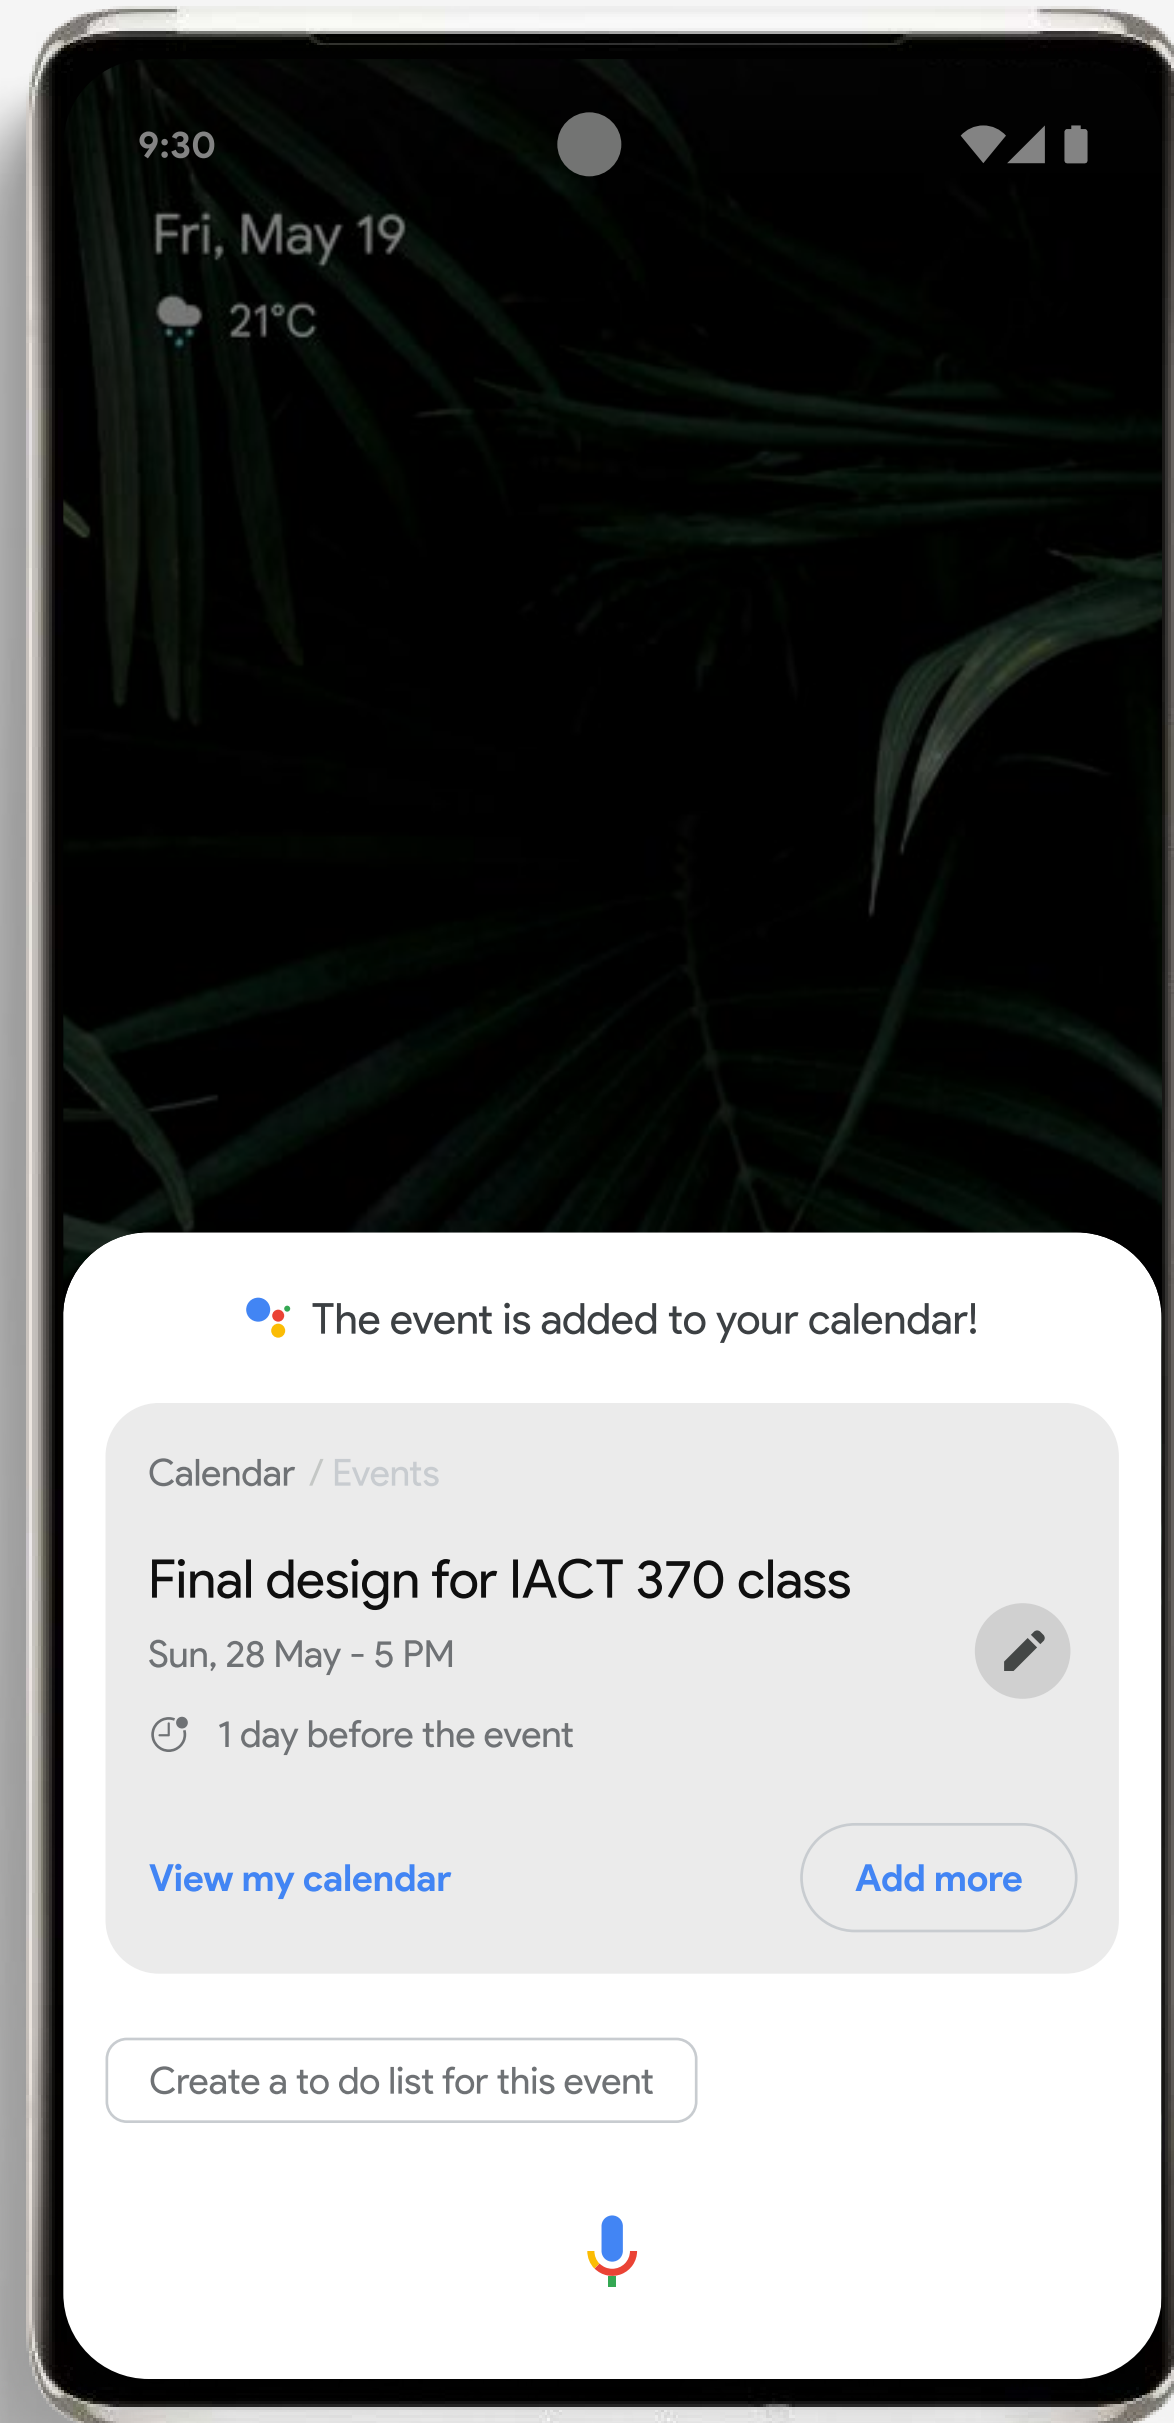 9:30
Fri, May 19
21°C
The event is added to your calendar!
Calendar / Events
Final design for IACT 370 class
Sun, 28 May - 5 PM
1 day before the event
View my calendar
Add more
Create a to do list for this event